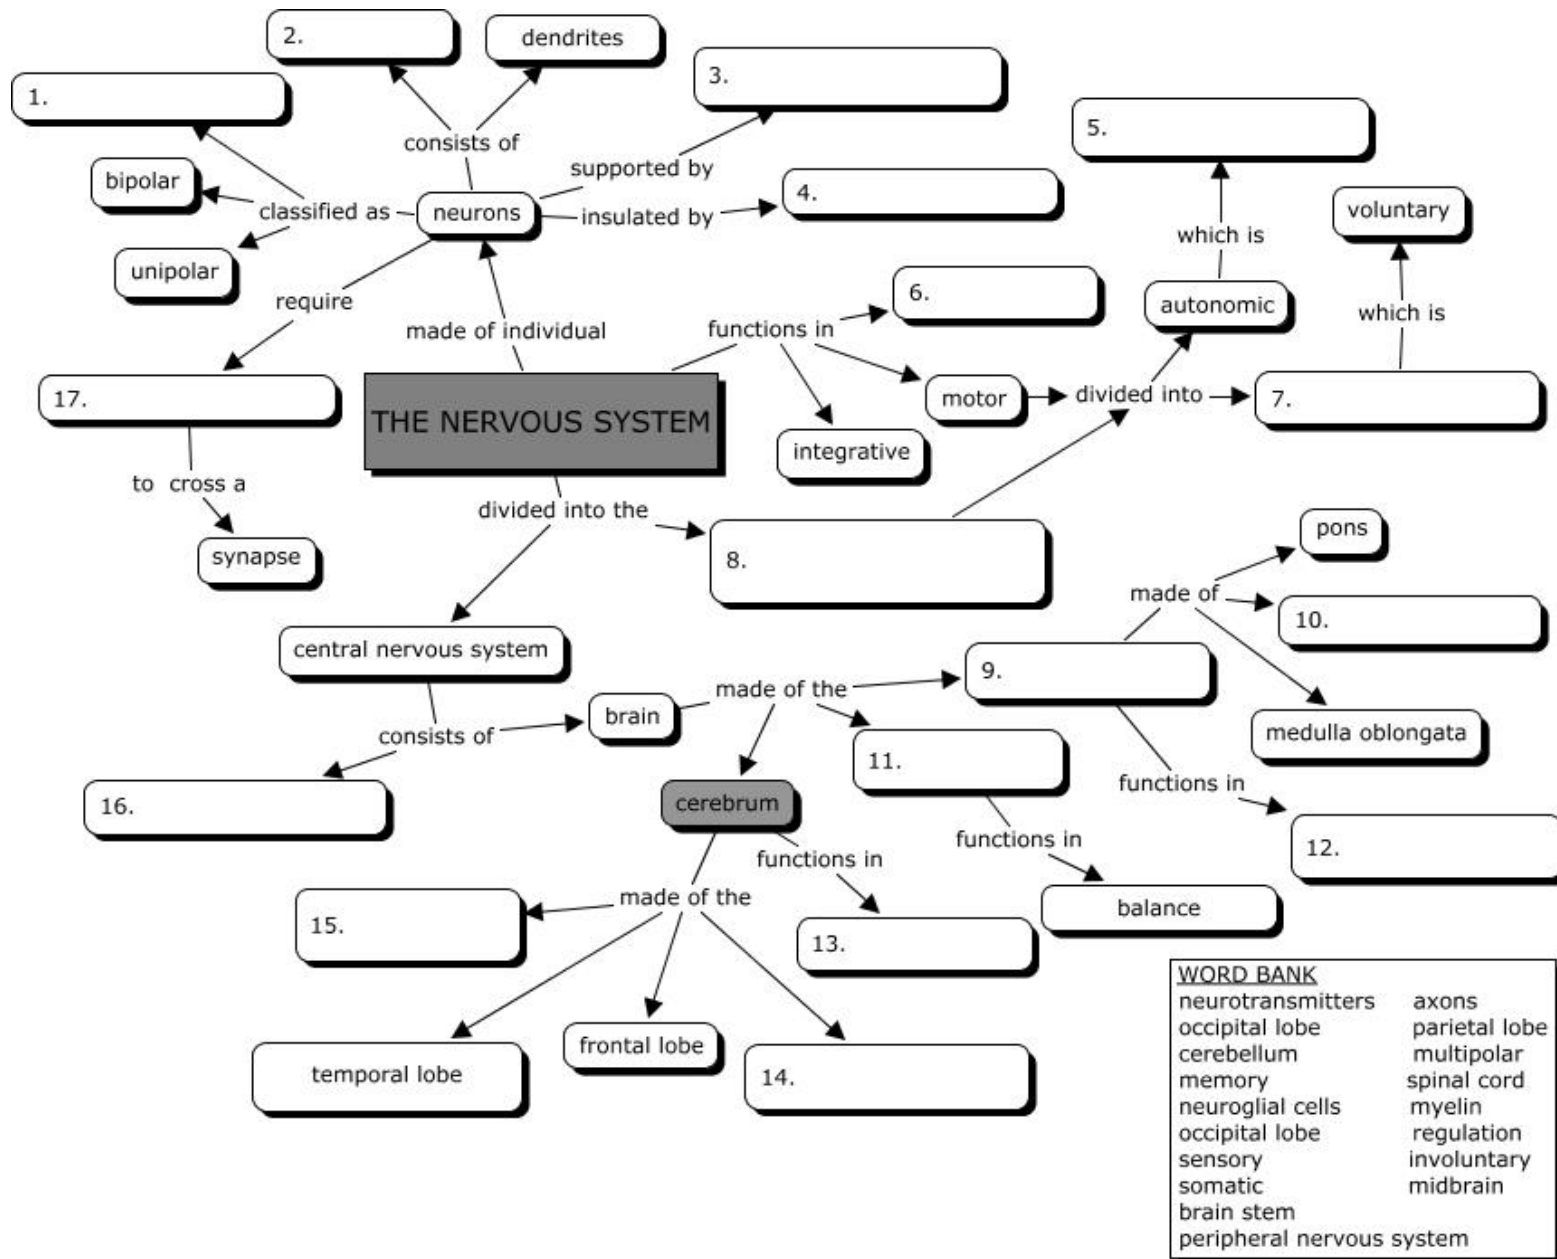 2.
dendrites
3.
1.
5.
consists of
supported by
bipolar
4.
classified as
neurons
insulated by
voluntary
which is
unipolar
6.
autonomic
require
made of individual
functions in
which is
17.
THE NERVOUS SYSTEM
motor
divided into
7.
integrative
to cross a
divided into the
synapse
8.
pons
made of
10.
central nervous system
9.
made of the
brain
medulla oblongata
consists of
11.
functions in
16.
cerebrum
12.
functions in
functions in
made of the
balance
15.
13.
frontal lobe
temporal lobe
14.
WORD BANK
neurotransmitters axons
occipital lobe parietal lobe
cerebellum multipolar
memory spinal cord
neuroglial cells myelin
occipital lobe regulation
sensory involuntary
somatic midbrain
brain stem
peripheral nervous system